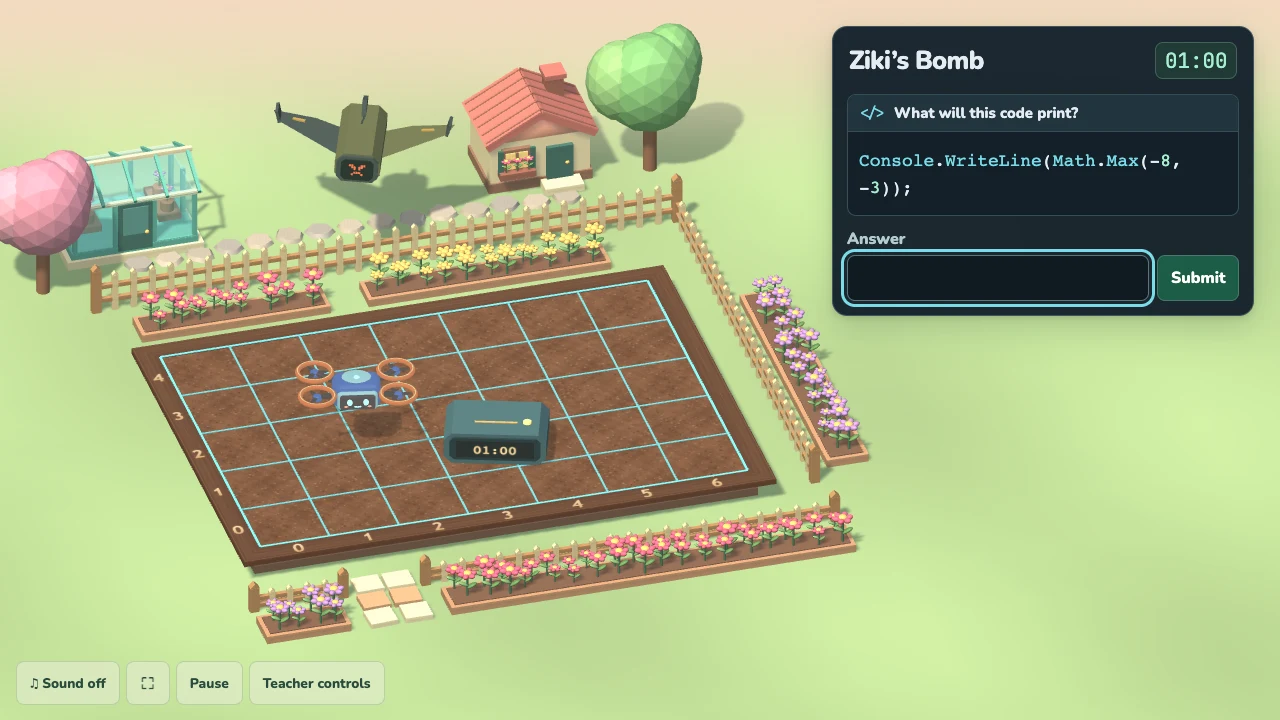 Ziki’s Bomb
01:00
</> What will this code print?
Console.WriteLine(Math.Max(-8,
-3));
Answer
Submit
4
3
2
1
0
0
1
2
3
4
5
6
01:00
♫ Sound off
Pause
Teacher controls